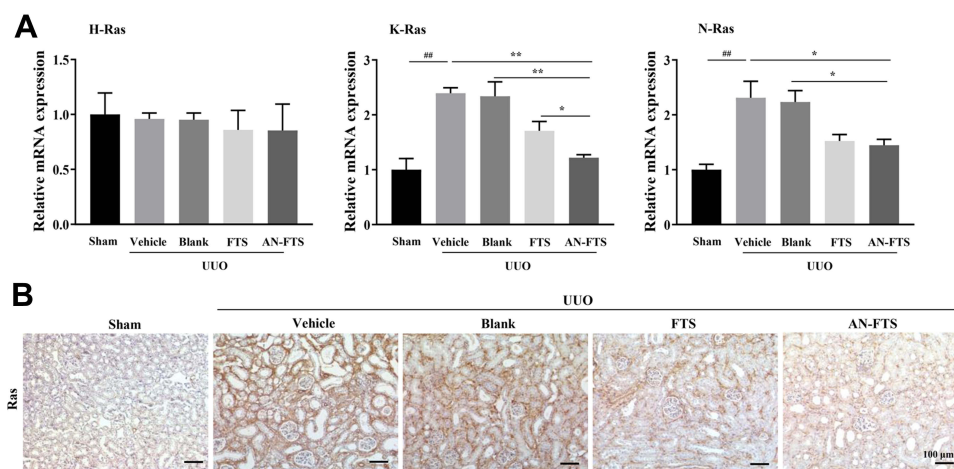 A
H-Ras
Relative mRNA expression
1.5
1.0
0.5
0.0
Sham Vehicle Blank FTS AN-FTS
UUO
K-Ras
Relative mRNA expression
## **
**
*
3
2
1
0
Sham Vehicle Blank FTS AN-FTS
UUO
N-Ras
Relative mRNA expression
## *
*
3
2
1
0
Sham Vehicle Blank FTS AN-FTS
UUO
B
UUO
Sham Vehicle Blank FTS AN-FTS
Ras
100 µm